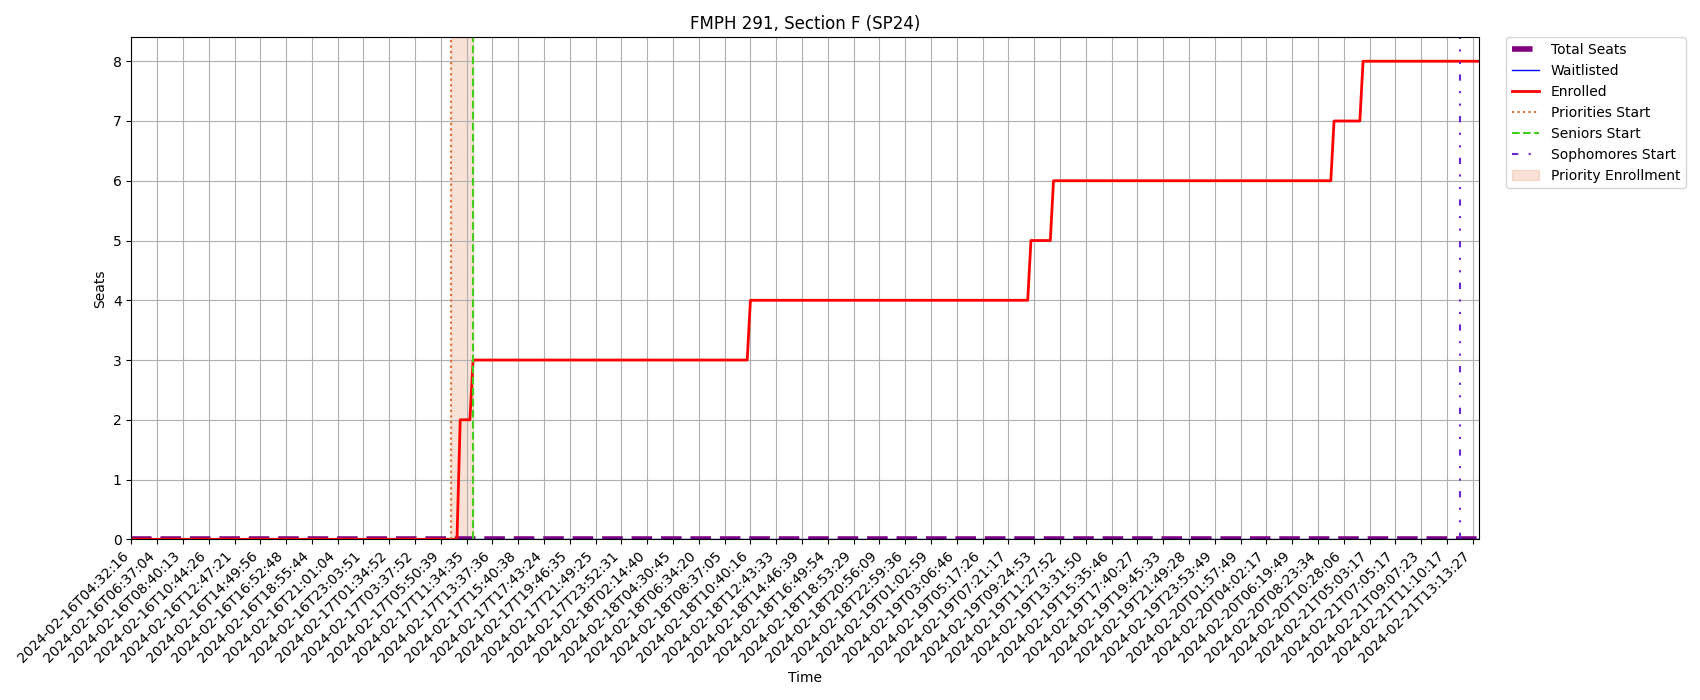 FMPH 291, Section F (SP24)
Total Seats
Waitlisted
Enrolled
Priorities Start
Seniors Start
Sophomores Start
Priority Enrollment
Seats
8
7
6
5
4
3
2
1
0
2024-02-16T04:32:16
2024-02-16T06:37:04
2024-02-16T08:40:13
2024-02-16T10:44:26
2024-02-16T12:47:21
2024-02-16T14:49:56
2024-02-16T16:52:48
2024-02-16T18:55:44
2024-02-16T21:01:04
2024-02-16T23:03:51
2024-02-17T01:34:52
2024-02-17T03:37:52
2024-02-17T05:50:39
2024-02-17T11:34:35
2024-02-17T13:37:36
2024-02-17T15:40:38
2024-02-17T17:43:24
2024-02-17T19:46:35
2024-02-17T21:49:25
2024-02-17T23:52:31
2024-02-18T02:14:40
2024-02-18T04:30:45
2024-02-18T06:34:20
2024-02-18T08:37:05
2024-02-18T10:40:16
2024-02-18T12:43:33
2024-02-18T14:46:39
2024-02-18T16:49:54
2024-02-18T18:53:29
2024-02-18T20:56:09
2024-02-18T22:59:36
2024-02-19T01:02:59
2024-02-19T03:06:46
2024-02-19T05:17:26
2024-02-19T07:21:17
2024-02-19T09:24:53
2024-02-19T11:27:52
2024-02-19T13:31:50
2024-02-19T15:35:46
2024-02-19T17:40:27
2024-02-19T19:45:33
2024-02-19T21:49:28
2024-02-19T23:53:49
2024-02-20T01:57:49
2024-02-20T04:02:17
2024-02-20T06:19:49
2024-02-20T08:23:34
2024-02-20T10:28:06
2024-02-21T05:03:17
2024-02-21T07:05:17
2024-02-21T09:07:23
2024-02-21T11:10:17
2024-02-21T13:13:27
Time